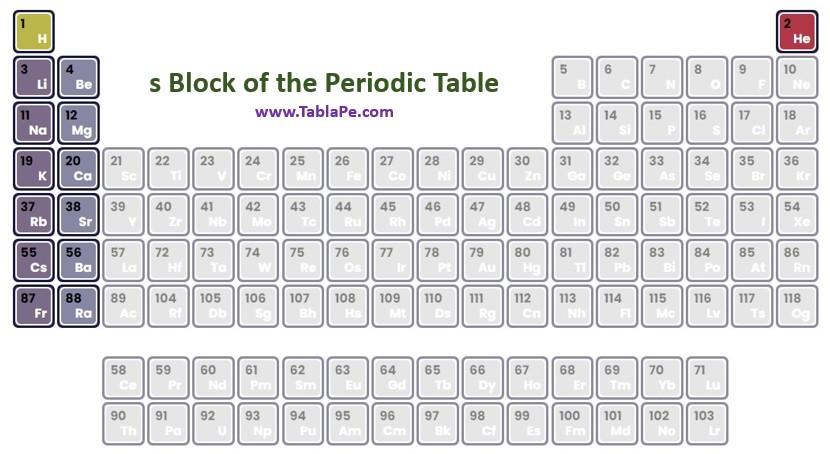 1 2
H He
s Block of the Periodic Table
www.TablaPe.com
3 4 5 6 7 8 9 10
Li Be B C N O F Ne
11 12 13 14 15 16 17 18
Na Mg Al Si P S Cl Ar
19 20 21 22 23 24 25 26 27 28 29 30 31 32 33 34 35 36
K Ca Sc Ti V Cr Mn Fe Co Ni Cu Zn Ga Ge As Se Br Kr
37 38 39 40 41 42 43 44 45 46 47 48 49 50 51 52 53 54
Rb Sr Y Zr Nb Mo Tc Ru Rh Pd Ag Cd In Sn Sb Te I Xe
55 56 57 72 73 74 75 76 77 78 79 80 81 82 83 84 85 86
Cs Ba La Hf Ta W Re Os Ir Pt Au Hg Tl Pb Bi Po At Rn
87 88 89 104 105 106 107 108 109 110 111 112 113 114 115 116 117 118
Fr Ra Ac Rf Db Sg Bh Hs Mt Ds Rg Cn Nh Fl Mc Lv Ts Og
58 59 60 61 62 63 64 65 66 67 68 69 70 71
Ce Pr Nd Pm Sm Eu Gd Tb Dy Ho Er Tm Yb Lu
90 91 92 93 94 95 96 97 98 99 100 101 102 103
Th Pa U Np Pu Am Cm Bk Cf Es Fm Md No Lr